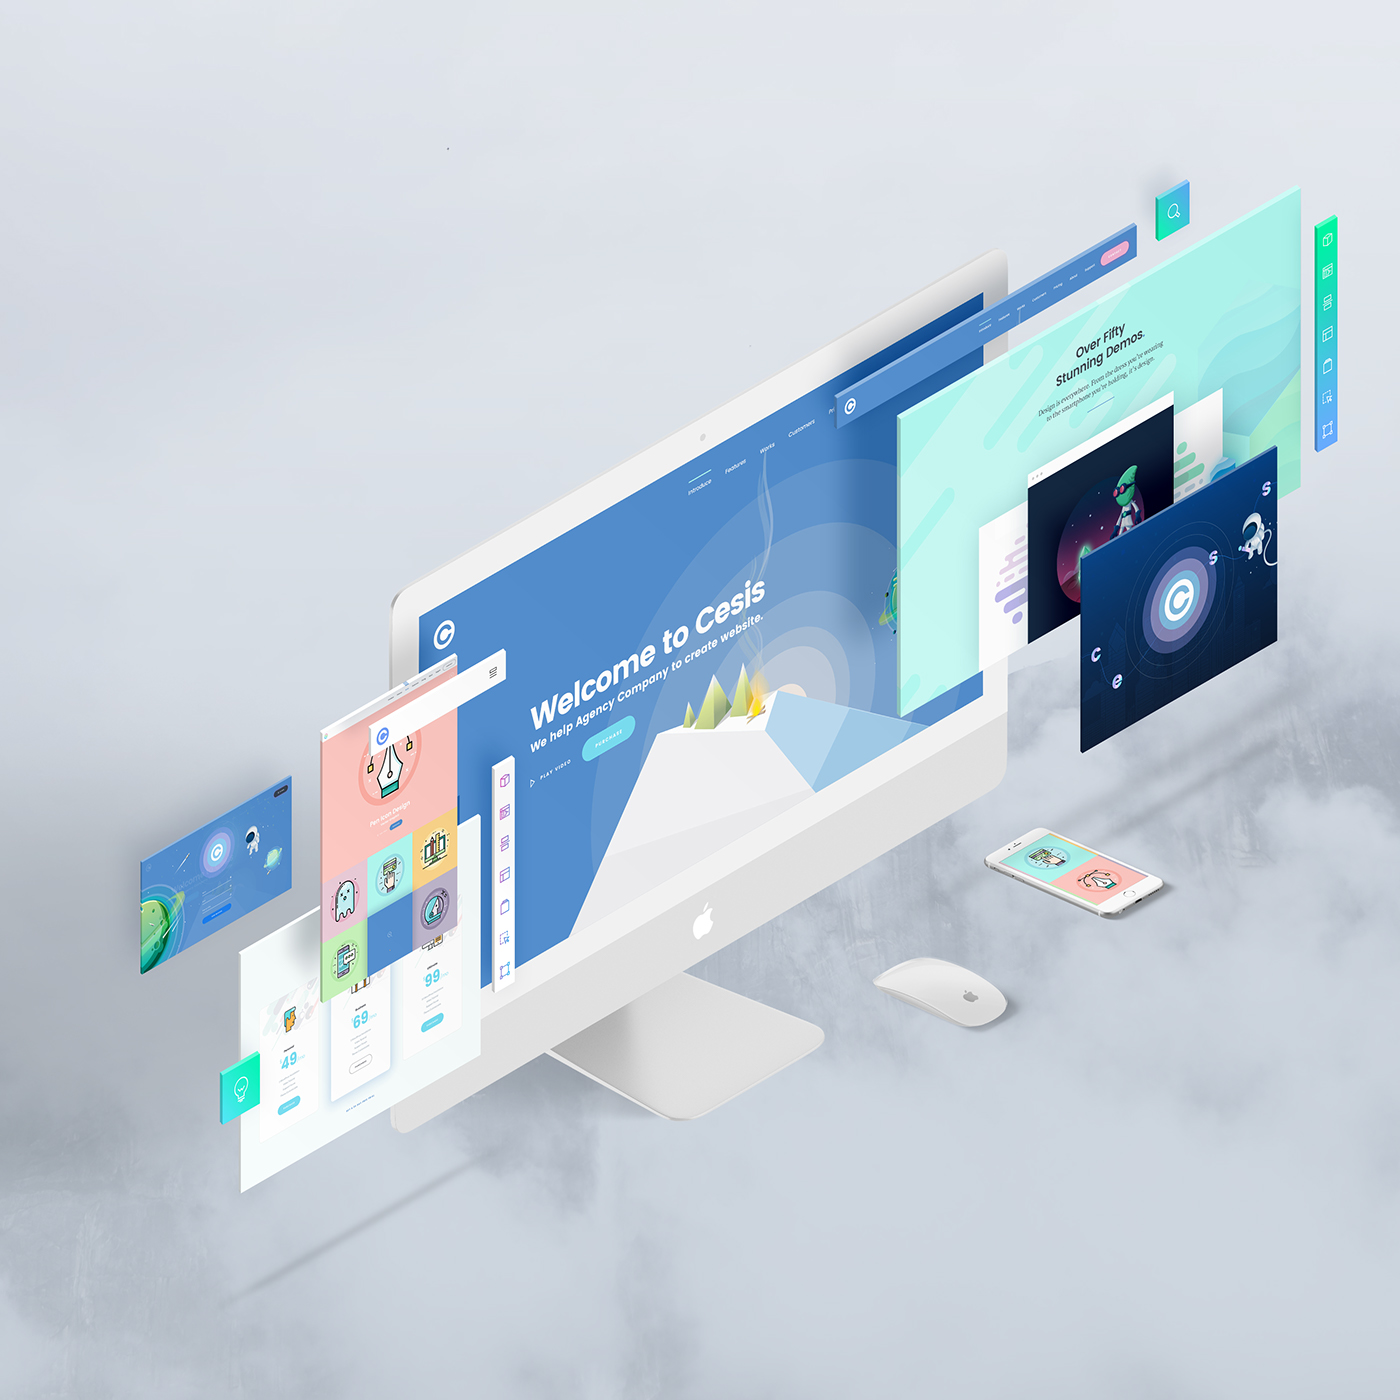 Introduce
Features
Works
Customers
Welcome to Cesis
We help Agency Company to create website.
PLAY VIDEO
PURCHASE
Over Fifty
Stunning Demos.
Design is everywhere. From the dress you're wearing
to the smartphone you're holding, it's design.
C
e
s
s
Pen Icon Design
49
69
99